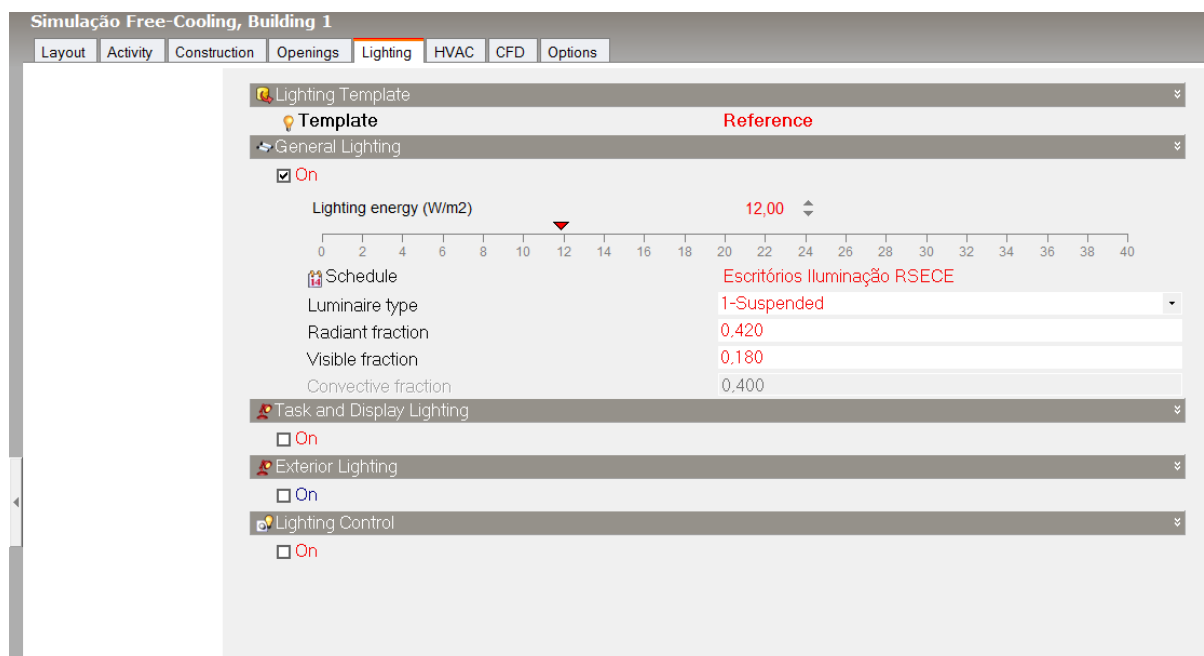 Simulação Free-Cooling, Building 1
Layout Activity Construction Openings Lighting HVAC CFD Options
Lighting Template
Template Reference
General Lighting
On
Lighting energy (W/m2) 12,00
0 2 4 6 8 10 12 14 16 18 20 22 24 26 28 30 32 34 36 38 40
14 Schedule Escritórios Iluminação RSECE
Luminaire type 1-Suspended
Radiant fraction 0,420
Visible fraction 0,180
Convective fraction 0,400
Task and Display Lighting
On
Exterior Lighting
On
Lighting Control
On